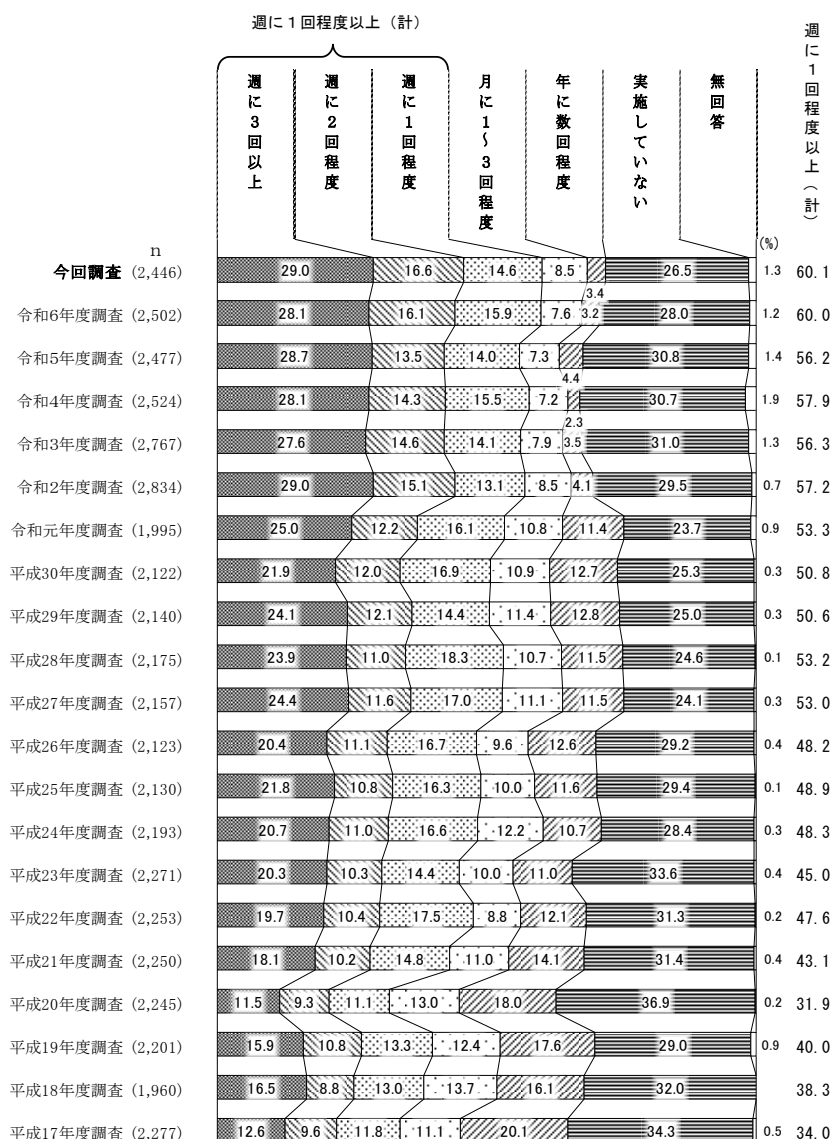 週に１回程度以上（計）
週に３回以上
週に２回程度
週に１回程度
月に１～３回程度
年に数回程度
実施していない
無回答
週に１回程度以上（計）
n
(%)
今回調査 (2,446) 29.0 16.6 14.6 8.5 3.4 26.5 1.3 60.1
令和6年度調査 (2,502) 28.1 16.1 15.9 7.6 3.2 28.0 1.2 60.0
令和5年度調査 (2,477) 28.7 13.5 14.0 7.3 4.4 30.8 1.4 56.2
令和4年度調査 (2,524) 28.1 14.3 15.5 7.2 2.3 30.7 1.9 57.9
令和3年度調査 (2,767) 27.6 14.6 14.1 7.9 3.5 31.0 1.3 56.3
令和2年度調査 (2,834) 29.0 15.1 13.1 8.5 4.1 29.5 0.7 57.2
令和元年度調査 (1,995) 25.0 12.2 16.1 10.8 11.4 23.7 0.9 53.3
平成30年度調査 (2,122) 21.9 12.0 16.9 10.9 12.7 25.3 0.3 50.8
平成29年度調査 (2,140) 24.1 12.1 14.4 11.4 12.8 25.0 0.3 50.6
平成28年度調査 (2,175) 23.9 11.0 18.3 10.7 11.5 24.6 0.1 53.2
平成27年度調査 (2,157) 24.4 11.6 17.0 11.1 11.5 24.1 0.3 53.0
平成26年度調査 (2,123) 20.4 11.1 16.7 9.6 12.6 29.2 0.4 48.2
平成25年度調査 (2,130) 21.8 10.8 16.3 10.0 11.6 29.4 0.1 48.9
平成24年度調査 (2,193) 20.7 11.0 16.6 12.2 10.7 28.4 0.3 48.3
平成23年度調査 (2,271) 20.3 10.3 14.4 10.0 11.0 33.6 0.4 45.0
平成22年度調査 (2,253) 19.7 10.4 17.5 8.8 12.1 31.3 0.2 47.6
平成21年度調査 (2,250) 18.1 10.2 14.8 11.0 14.1 31.4 0.4 43.1
平成20年度調査 (2,245) 11.5 9.3 11.1 13.0 18.0 36.9 0.2 31.9
平成19年度調査 (2,201) 15.9 10.8 13.3 12.4 17.6 29.0 0.9 40.0
平成18年度調査 (1,960) 16.5 8.8 13.0 13.7 16.1 32.0 38.3
平成17年度調査 (2,277) 12.6 9.6 11.8 11.1 20.1 34.3 0.5 34.0